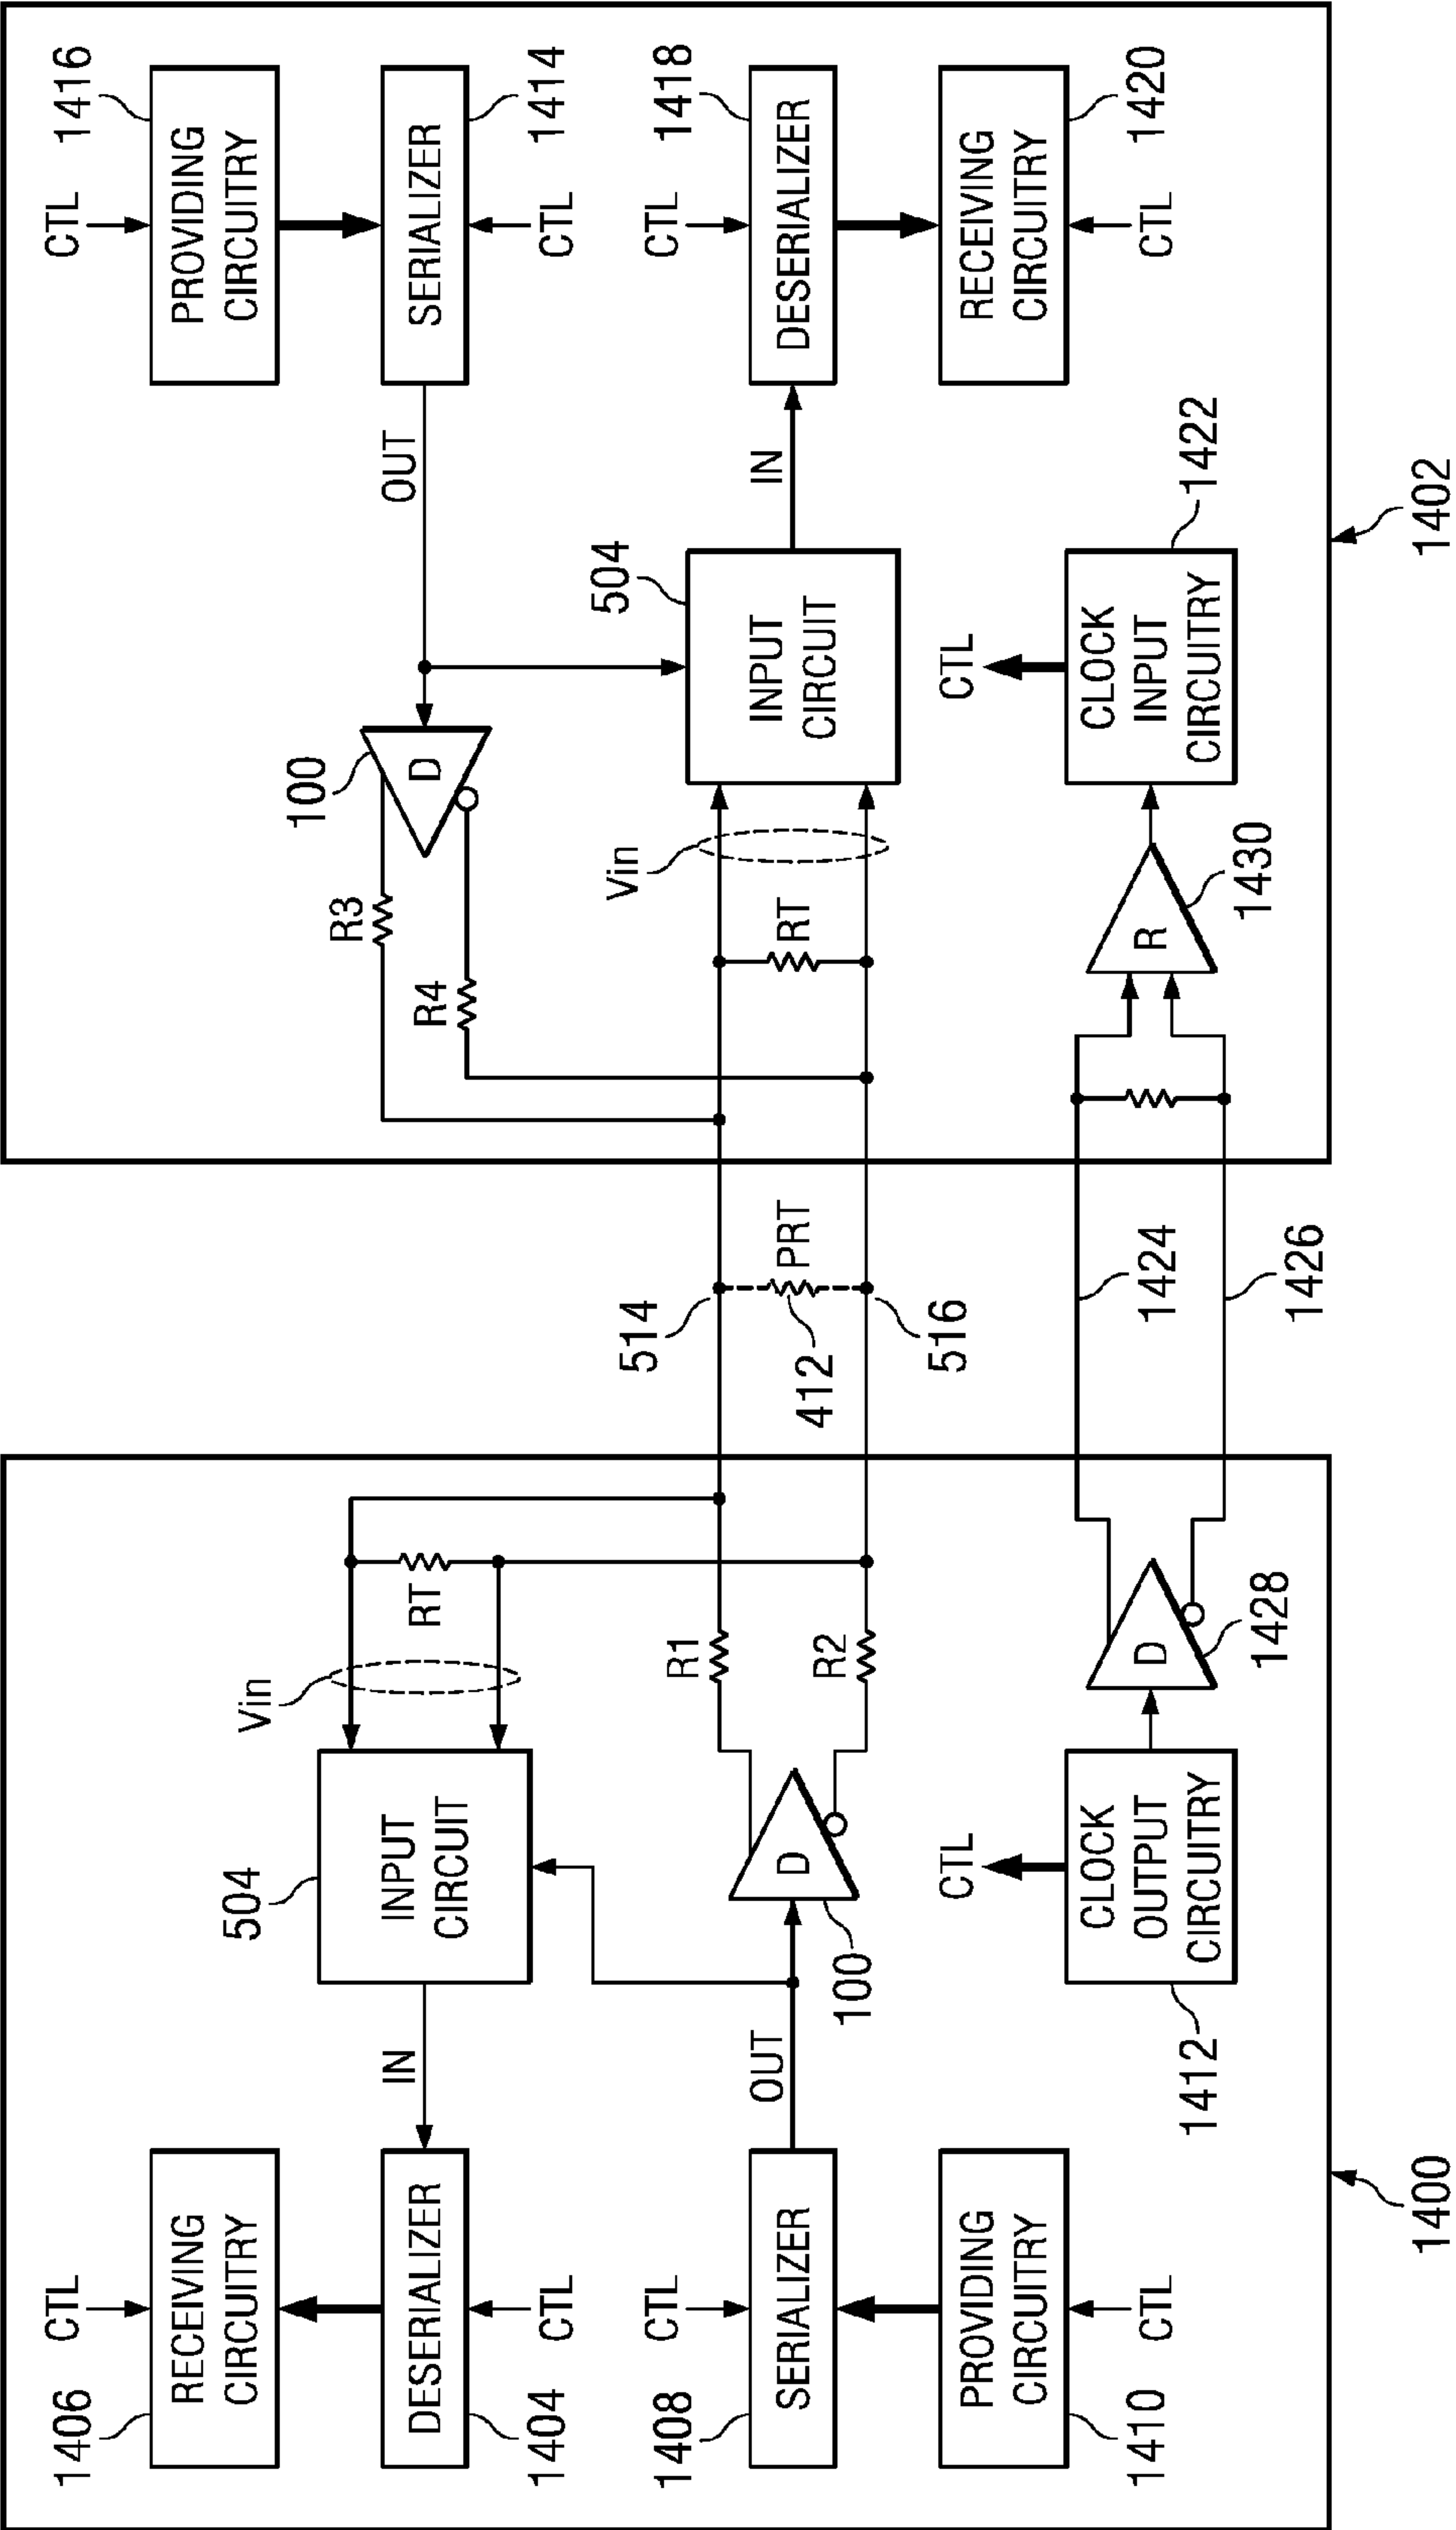 1406
CTL
RECEIVING
CIRCUITRY
DESERIALIZER
CTL
1404
IN
504
INPUT
CIRCUIT
Vin
RT
1408
CTL
SERIALIZER
OUT
D
100
R1
R2
PROVIDING
CIRCUITRY
CTL
1410
CTL
CLOCK
OUTPUT
CIRCUITRY
1412
D
1428
1400
514
PRT
412
516
1424
1426
100
D
R3
R4
OUT
CTL
1416
PROVIDING
CIRCUITRY
SERIALIZER
CTL
1414
Vin
RT
504
INPUT
CIRCUIT
IN
CTL
1418
DESERIALIZER
RECEIVING
CIRCUITRY
CTL
1420
R
1430
CTL
CLOCK
INPUT
CIRCUITRY
1422
1402